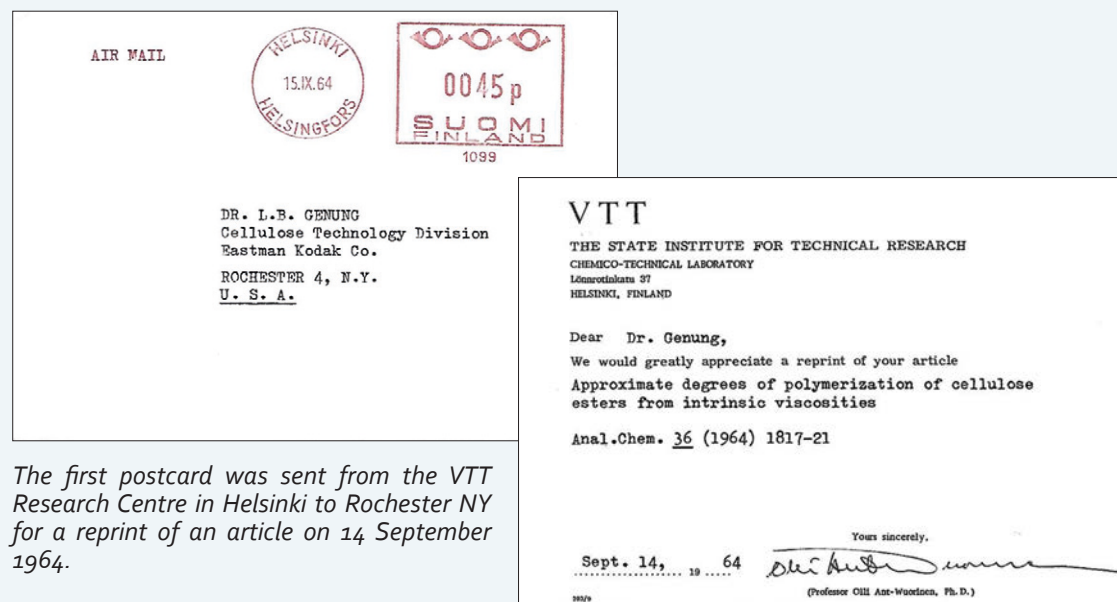 AIR MAIL
HELSINKI
15.IX.64
HELSINGFORS
0045 p
SUOMI
FINLAND
1099
DR. L.B. GENUNG
Cellulose Technology Division
Eastman Kodak Co.
ROCHESTER 4, N.Y.
U. S. A.
The first postcard was sent from the VTT
Research Centre in Helsinki to Rochester NY
for a reprint of an article on 14 September
1964.
VTT
THE STATE INSTITUTE FOR TECHNICAL RESEARCH
CHEMICO-TECHNICAL LABORATORY
Lönnrotinkatu 37
HELSINKI, FINLAND
Dear Dr. Genung,
We would greatly appreciate a reprint of your article
Approximate degrees of polymerization of cellulose
esters from intrinsic viscosities
Anal.Chem. 36 (1964) 1817-21
Yours sincerely,
Sept. 14, 19 64
(Professor Olli Ant-Wuorinen, Ph. D.)